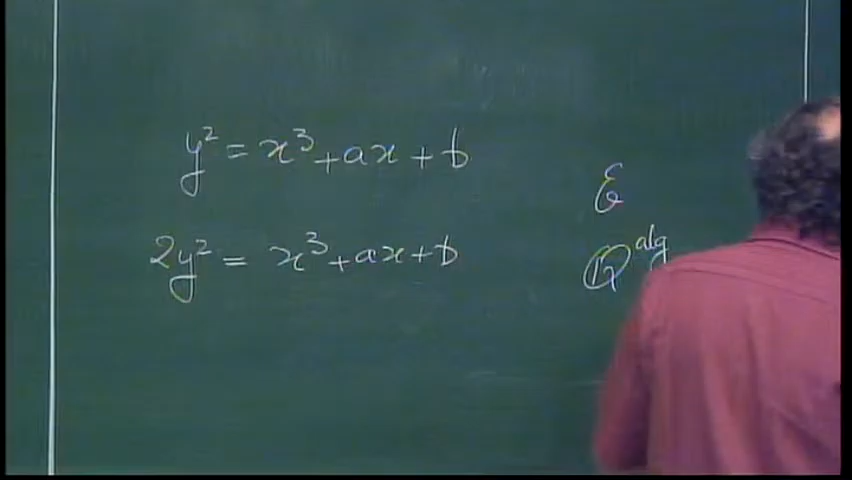 y² = x³ + ax + b
2y² = x³ + ax + b
E
ℚ^alg